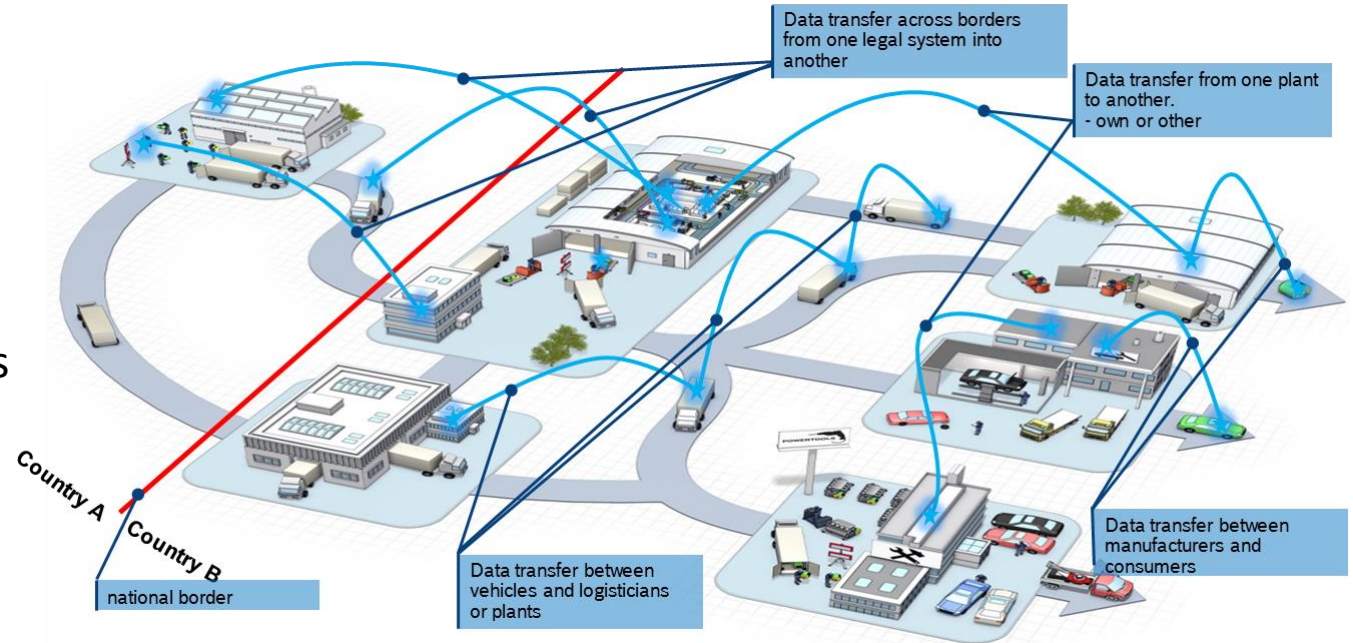 Data transfer across borders
from one legal system into
another
Data transfer from one plant
to another.
- own or other
s
POWERTOOLS
Country A
Country B
national border
Data transfer between
vehicles and logisticians
or plants
Data transfer between
manufacturers and
consumers